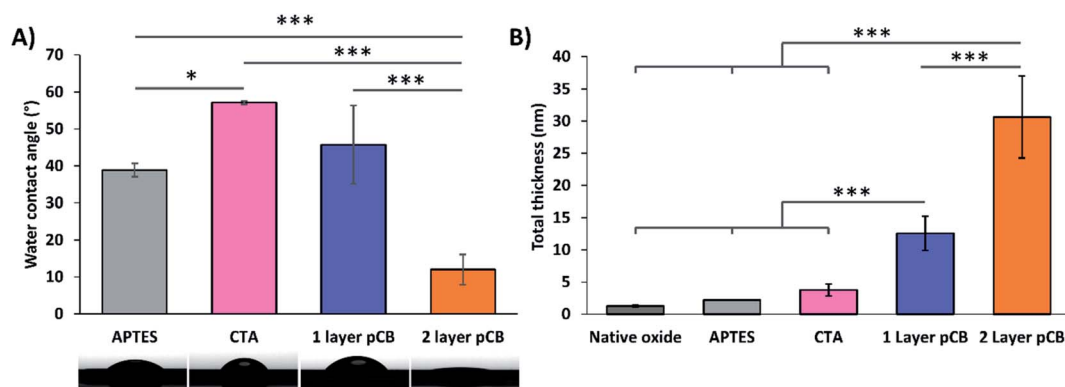 A)
Water contact angle (°)
70
60
50
40
30
20
10
0
***
***
*
***
APTES
CTA
1 layer pCB
2 layer pCB
B)
Total thickness (nm)
40
35
30
25
20
15
10
5
0
***
***
***
Native oxide
APTES
CTA
1 Layer pCB
2 Layer pCB